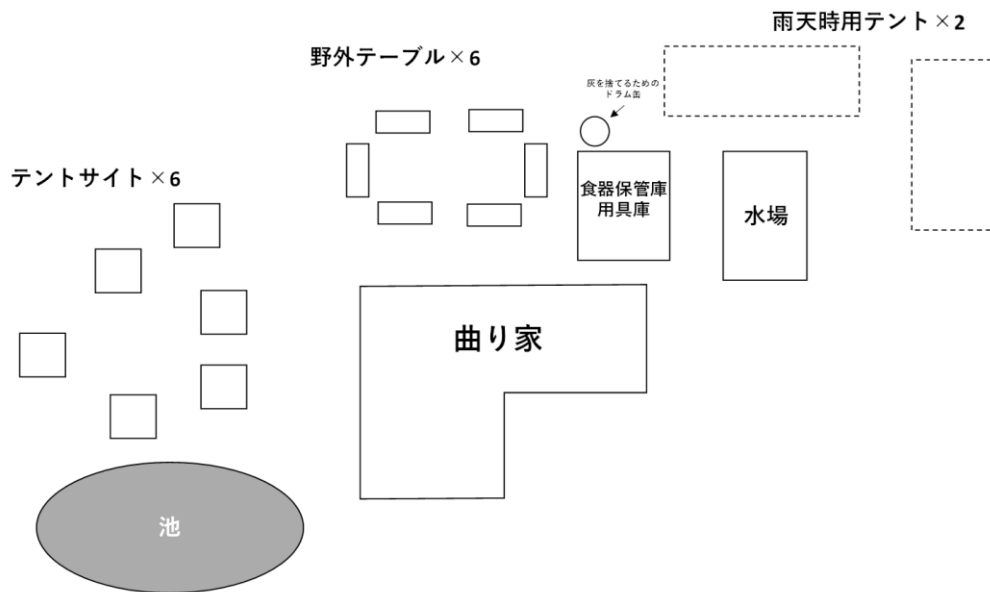 雨天時用テント×2
野外テーブル×6
灰を捨てるための
ドラム缶
テントサイト×6
食器保管庫
用具庫
水場
曲り家
池